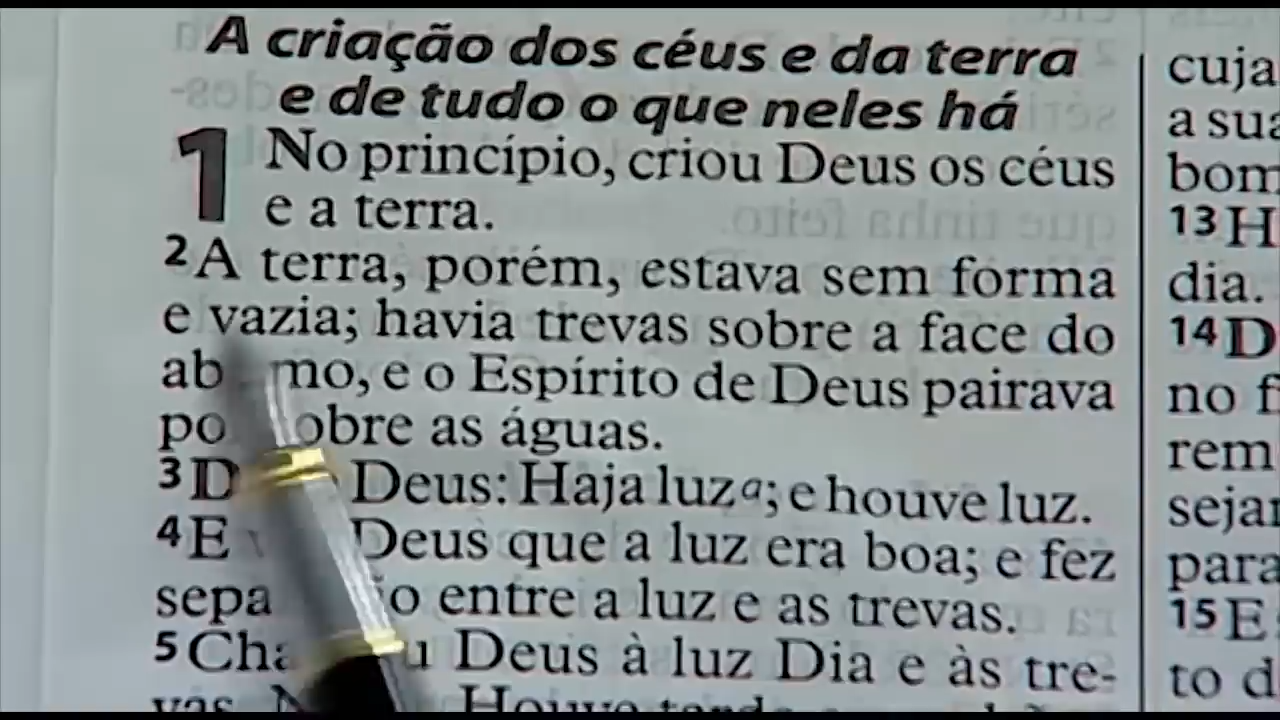 A criação dos céus e da terra
e de tudo o que neles há
1 No princípio, criou Deus os céus
e a terra.
2 A terra, porém, estava sem forma
e vazia; havia trevas sobre a face do
mo, e o Espírito de Deus pairava
obre as águas.
3 Deus: Haja luz a; e houve luz.
4 E Deus que a luz era boa; e fez
sepa o entre a luz e as trevas.
5 Cha u Deus à luz Dia e às tre-
cuja
a sua
bom
13 H
dia.
14 D
no f
rem
sejar
para
15 E
to d